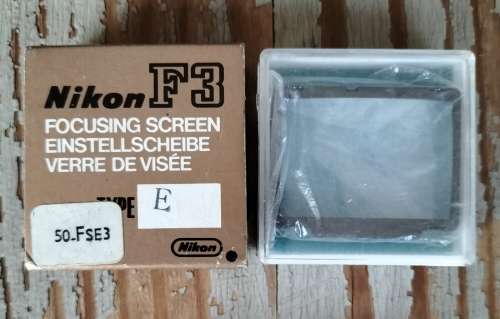 Nikon F3
FOCUSING SCREEN
EINSTELLSCHEIBE
VERRE DE VISÉE
TYPE E
50-FSE3
Nikon